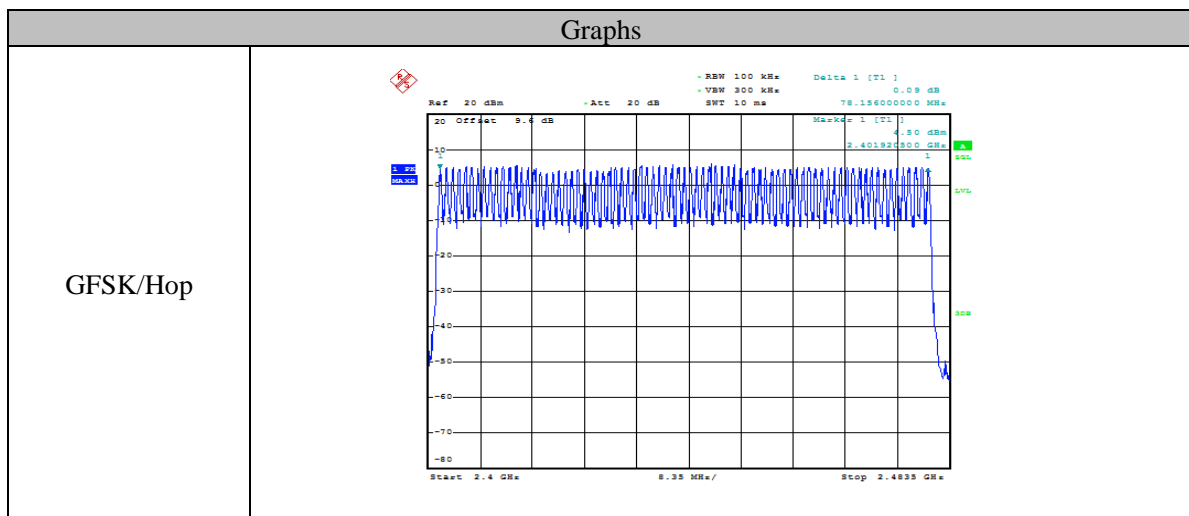 Graphs
GFSK/Hop
R S
*RBW 100 kHz
Delta 1 [T1 ]
*VBW 300 kHz
0.09 dB
Ref 20 dBm
*Att 20 dB
SWT 10 ms
78.156000000 MHz
20 Offset 9.6 dB
Marker 1 [T1 ]
4.50 dBm
2.401920500 GHz
A
SGL
1 PK
MAXH
LVL
3DB
1
1
10
0
-10
-20
-30
-40
-50
-60
-70
-80
Start 2.4 GHz
8.35 MHz/
Stop 2.4835 GHz